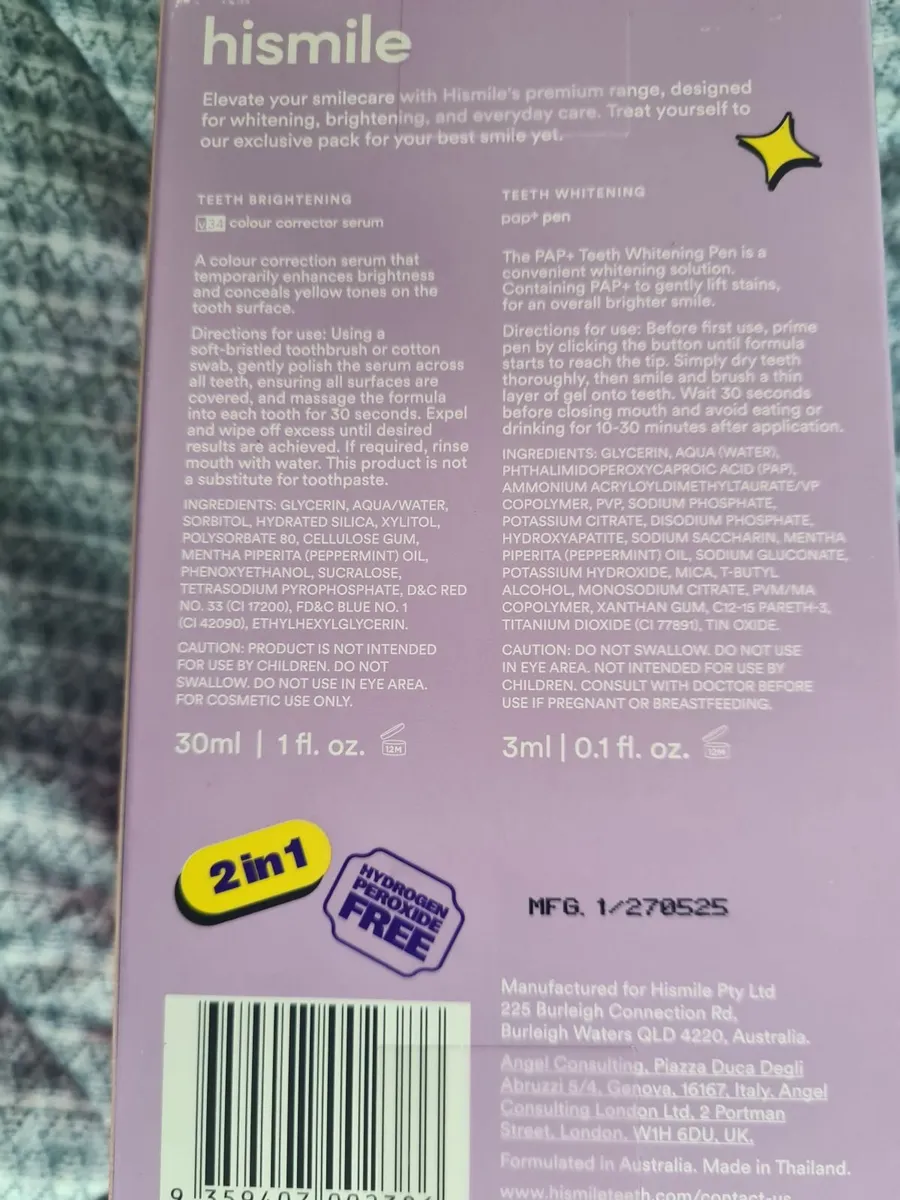 hismile
Elevate your smilecare with Hismile's premium range, designed
for whitening, brightening, and everyday care. Treat yourself to
our exclusive pack for your best smile yet.
TEETH BRIGHTENING
v34 colour corrector serum
A colour correction serum that
temporarily enhances brightness
and conceals yellow tones on the
tooth surface.
Directions for use: Using a
soft-bristled toothbrush or cotton
swab, gently polish the serum across
all teeth, ensuring all surfaces are
covered, and massage the formula
into each tooth for 30 seconds. Expel
and wipe off excess until desired
results are achieved. If required, rinse
mouth with water. This product is not
a substitute for toothpaste.
INGREDIENTS: GLYCERIN, AQUA/WATER,
SORBITOL, HYDRATED SILICA, XYLITOL,
POLYSORBATE 80, CELLULOSE GUM,
MENTHA PIPERITA (PEPPERMINT) OIL,
PHENOXYETHANOL, SUCRALOSE,
TETRASODIUM PYROPHOSPHATE, D&C RED
NO. 33 (CI 17200), FD&C BLUE NO. 1
(CI 42090), ETHYLHEXYLGLYCERIN.
CAUTION: PRODUCT IS NOT INTENDED
FOR USE BY CHILDREN. DO NOT
SWALLOW. DO NOT USE IN EYE AREA.
FOR COSMETIC USE ONLY.
30ml | 1 fl. oz. 12M
TEETH WHITENING
pap+ pen
The PAP+ Teeth Whitening Pen is a
convenient whitening solution.
Containing PAP+ to gently lift stains,
for an overall brighter smile.
Directions for use: Before first use, prime
pen by clicking the button until formula
starts to reach the tip. Simply dry teeth
thoroughly, then smile and brush a thin
layer of gel onto teeth. Wait 30 seconds
before closing mouth and avoid eating or
drinking for 10-30 minutes after application.
INGREDIENTS: GLYCERIN, AQUA (WATER),
PHTHALIMIDOPEROXYCAPROIC ACID (PAP),
AMMONIUM ACRYLOYLDIMETHYLTAURATE/VP
COPOLYMER, PVP, SODIUM PHOSPHATE,
POTASSIUM CITRATE, DISODIUM PHOSPHATE,
HYDROXYAPATITE, SODIUM SACCHARIN, MENTHA
PIPERITA (PEPPERMINT) OIL, SODIUM GLUCONATE,
POTASSIUM HYDROXIDE, MICA, T-BUTYL
ALCOHOL, MONOSODIUM CITRATE, PVM/MA
COPOLYMER, XANTHAN GUM, C12-15 PARETH-3,
TITANIUM DIOXIDE (CI 77891), TIN OXIDE.
CAUTION: DO NOT SWALLOW. DO NOT USE
IN EYE AREA. NOT INTENDED FOR USE BY
CHILDREN. CONSULT WITH DOCTOR BEFORE
USE IF PREGNANT OR BREASTFEEDING.
3ml | 0.1 fl. oz. 12M
2 in 1
HYDROGEN
PEROXIDE
FREE
MFG. 1/270525
Manufactured for Hismile Pty Ltd
225 Burleigh Connection Rd,
Burleigh Waters QLD 4220, Australia.
Angel Consulting, Piazza Duca Degli
Abruzzi 5/4, Genova, 16167, Italy, Angel
Consulting London Ltd, 2 Portman
Street, London, W1H 6DU, UK.
Formulated in Australia. Made in Thailand.
www.hismileteeth.com/contact-us